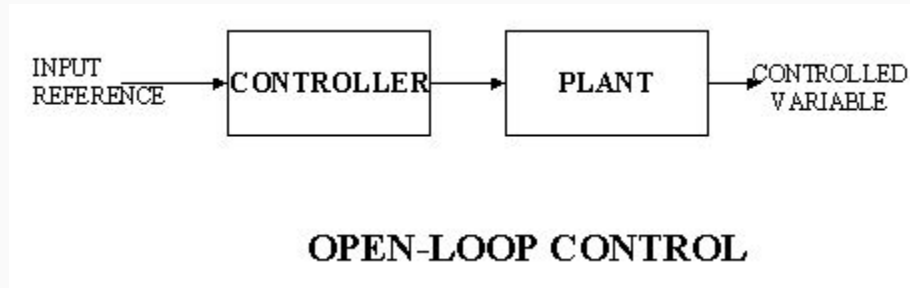 INPUT
REFERENCE
CONTROLLER
PLANT
CONTROLLED
VARIABLE
OPEN-LOOP CONTROL